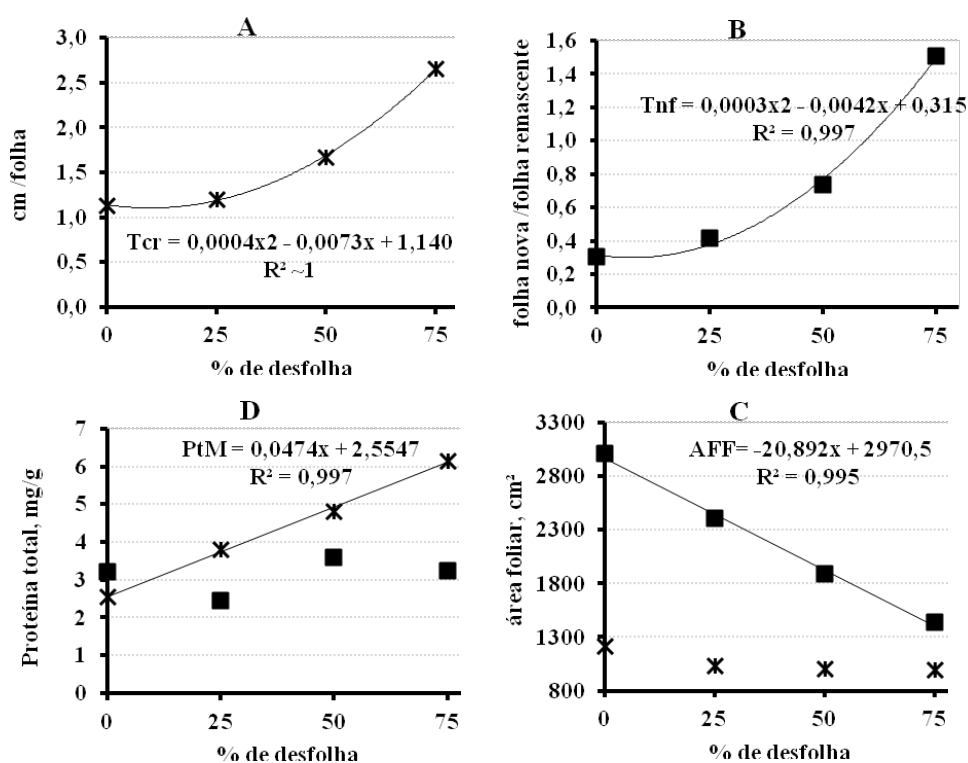 A
3,0
2,5
2,0
1,5
1,0
0,5
0,0
cm /folha
Tcr = 0,0004x2 - 0,0073x + 1,140
R² ~1
0 25 50 75
% de desfolha
B
1,6
1,4
1,2
1,0
0,8
0,6
0,4
0,2
0,0
folha nova /folha remascente
Tnf = 0,0003x2 - 0,0042x + 0,315
R² = 0,997
0 25 50 75
% de desfolha
D
7
6
5
4
3
2
1
0
Proteína total, mg/g
PtM = 0,0474x + 2,5547
R² = 0,997
0 25 50 75
% de desfolha
C
3300
2800
2300
1800
1300
800
área foliar, cm²
AFF= -20,892x + 2970,5
R² = 0,995
0 25 50 75
% de desfolha